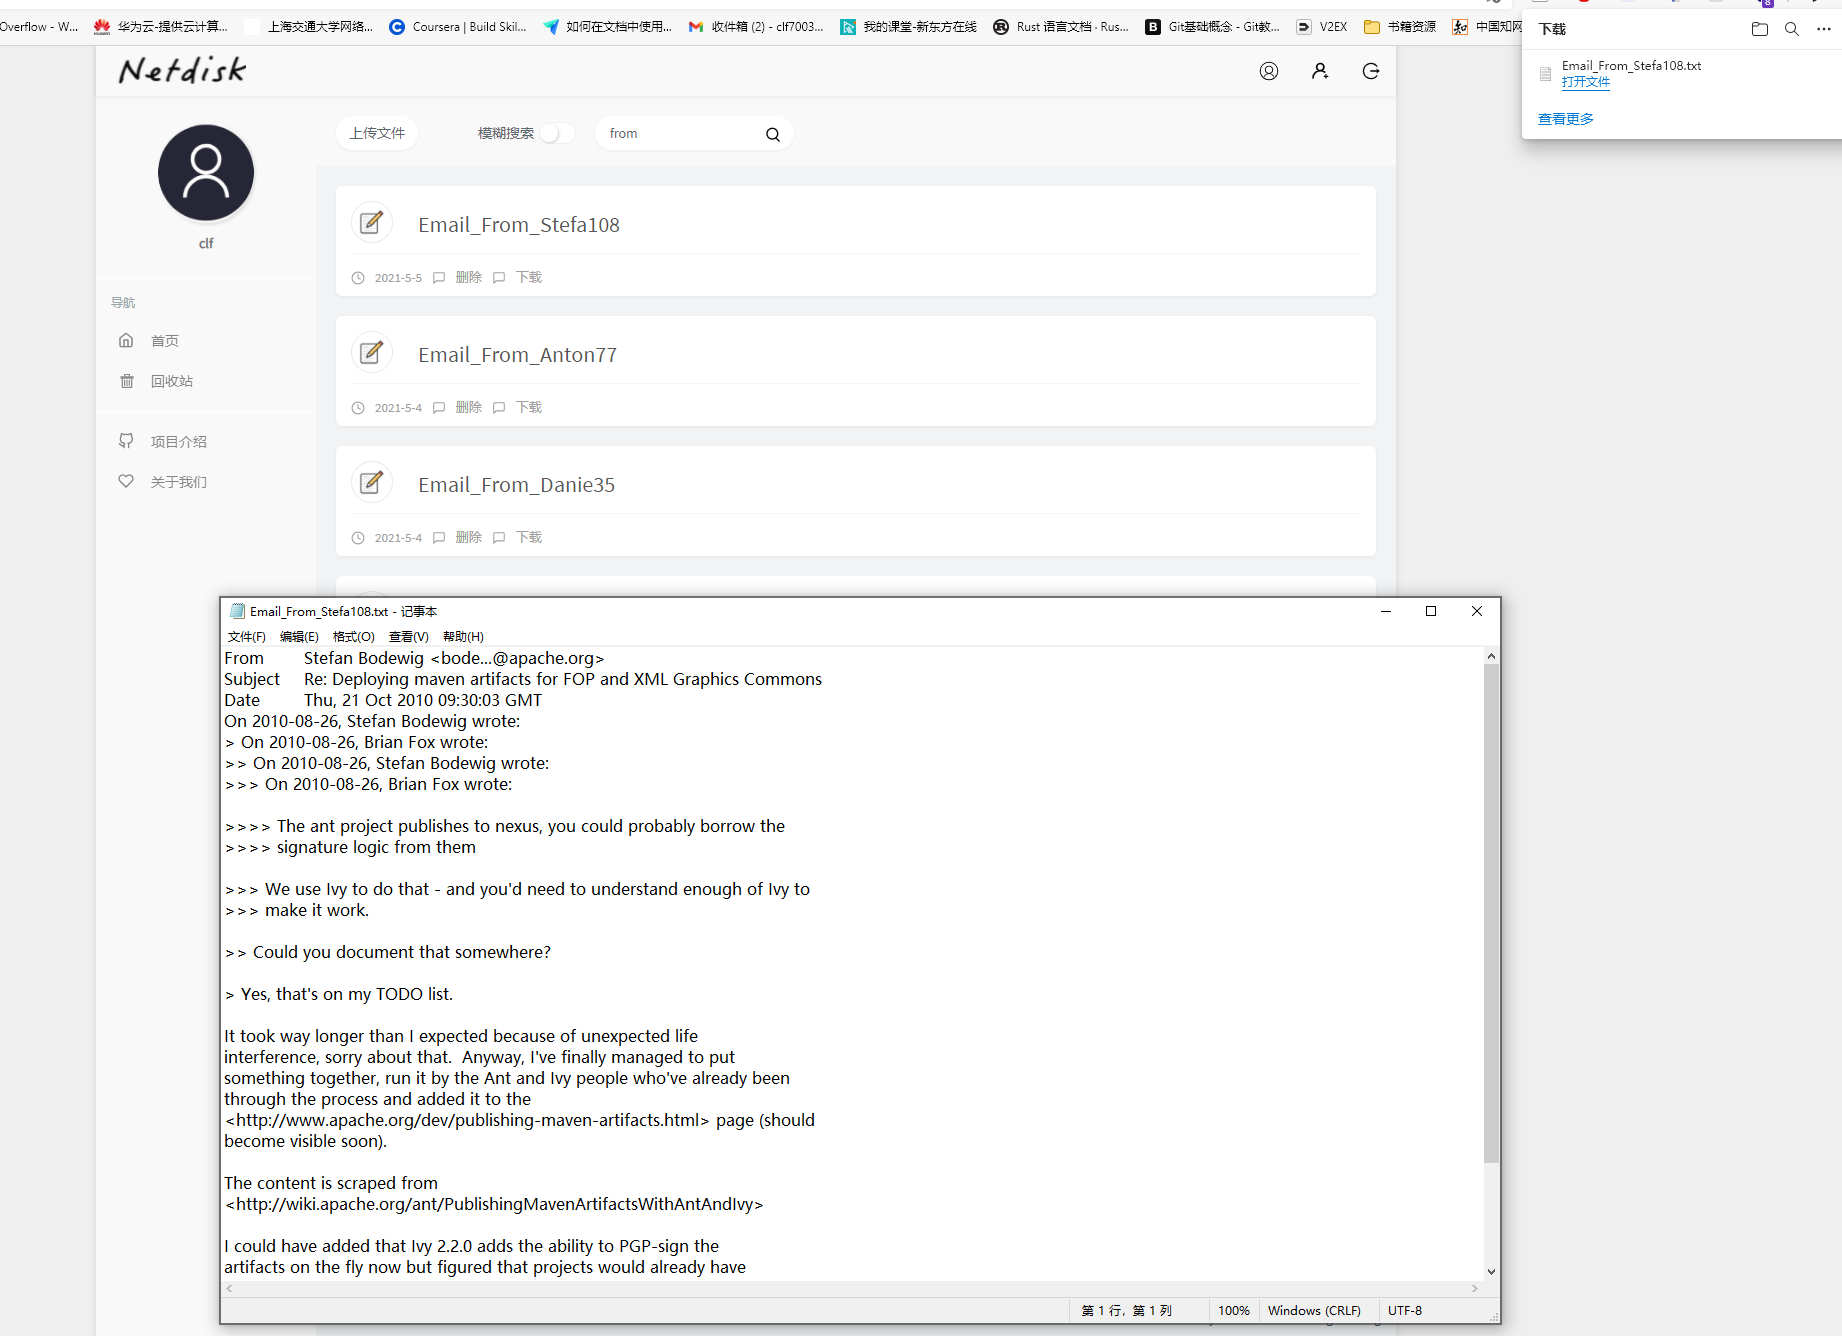 Overflow - W... 华为云-提供云计算... 上海交通大学网络... Coursera | Build Skil... 如何在文档中使用... 收件箱 (2) - clf7003... 我的课堂-新东方在线 Rust 语言文档 · Rus... Git基础概念 - Git教... V2EX 书籍资源 中国知网
8
下载
Email_From_Stefa108.txt
打开文件
查看更多
Netdisk
上传文件 模糊搜索 from
clf
导航
首页
回收站
项目介绍
关于我们
Email_From_Stefa108
2021-5-5 删除 下载
Email_From_Anton77
2021-5-4 删除 下载
Email_From_Danie35
2021-5-4 删除 下载
Email_From_Stefa108.txt - 记事本
文件(F) 编辑(E) 格式(O) 查看(V) 帮助(H)
From Stefan Bodewig <bode...@apache.org>
Subject Re: Deploying maven artifacts for FOP and XML Graphics Commons
Date Thu, 21 Oct 2010 09:30:03 GMT
On 2010-08-26, Stefan Bodewig wrote:
> On 2010-08-26, Brian Fox wrote:
>> On 2010-08-26, Stefan Bodewig wrote:
>>> On 2010-08-26, Brian Fox wrote:
>>>> The ant project publishes to nexus, you could probably borrow the
>>>> signature logic from them
>>> We use Ivy to do that - and you'd need to understand enough of Ivy to
>>> make it work.
>> Could you document that somewhere?
> Yes, that's on my TODO list.
It took way longer than I expected because of unexpected life
interference, sorry about that.  Anyway, I've finally managed to put
something together, run it by the Ant and Ivy people who've already been
through the process and added it to the
<http://www.apache.org/dev/publishing-maven-artifacts.html> page (should
become visible soon).
The content is scraped from
<http://wiki.apache.org/ant/PublishingMavenArtifactsWithAntAndIvy>
I could have added that Ivy 2.2.0 adds the ability to PGP-sign the
artifacts on the fly now but figured that projects would already have
第 1 行，第 1 列 100% Windows (CRLF) UTF-8